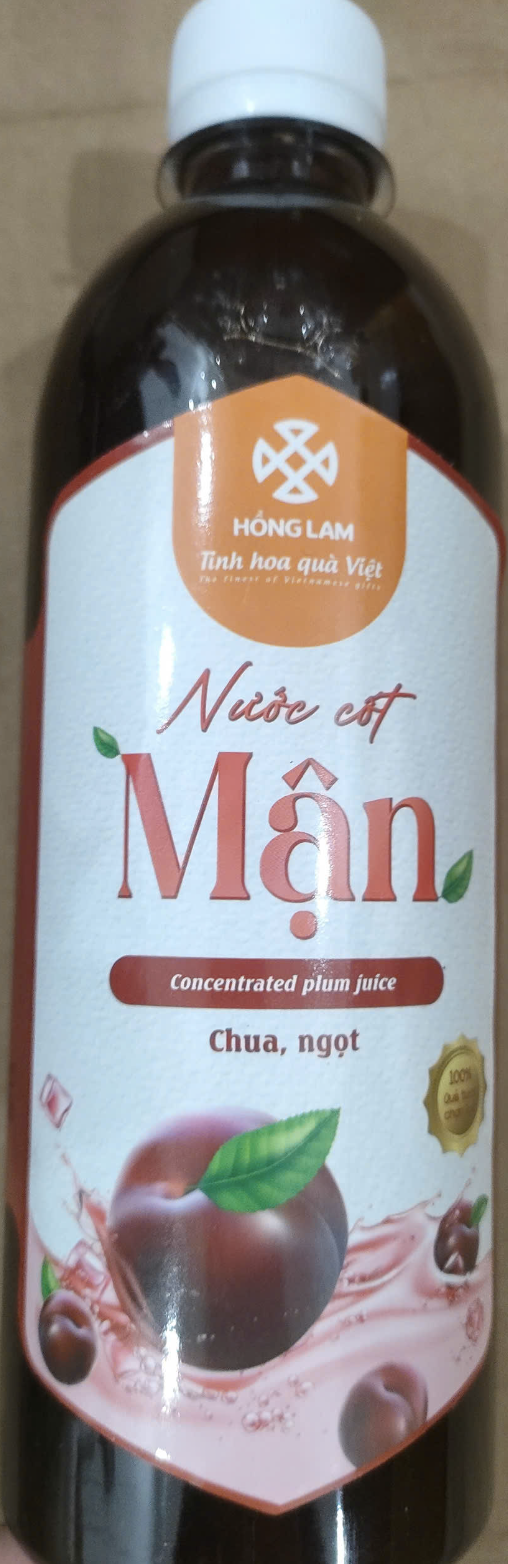 HỒNG LAM
Tinh hoa quà Việt
The finest of Vietnamese gifts
Nước cốt
Mận
Concentrated plum juice
Chua, ngọt
100%
Quả